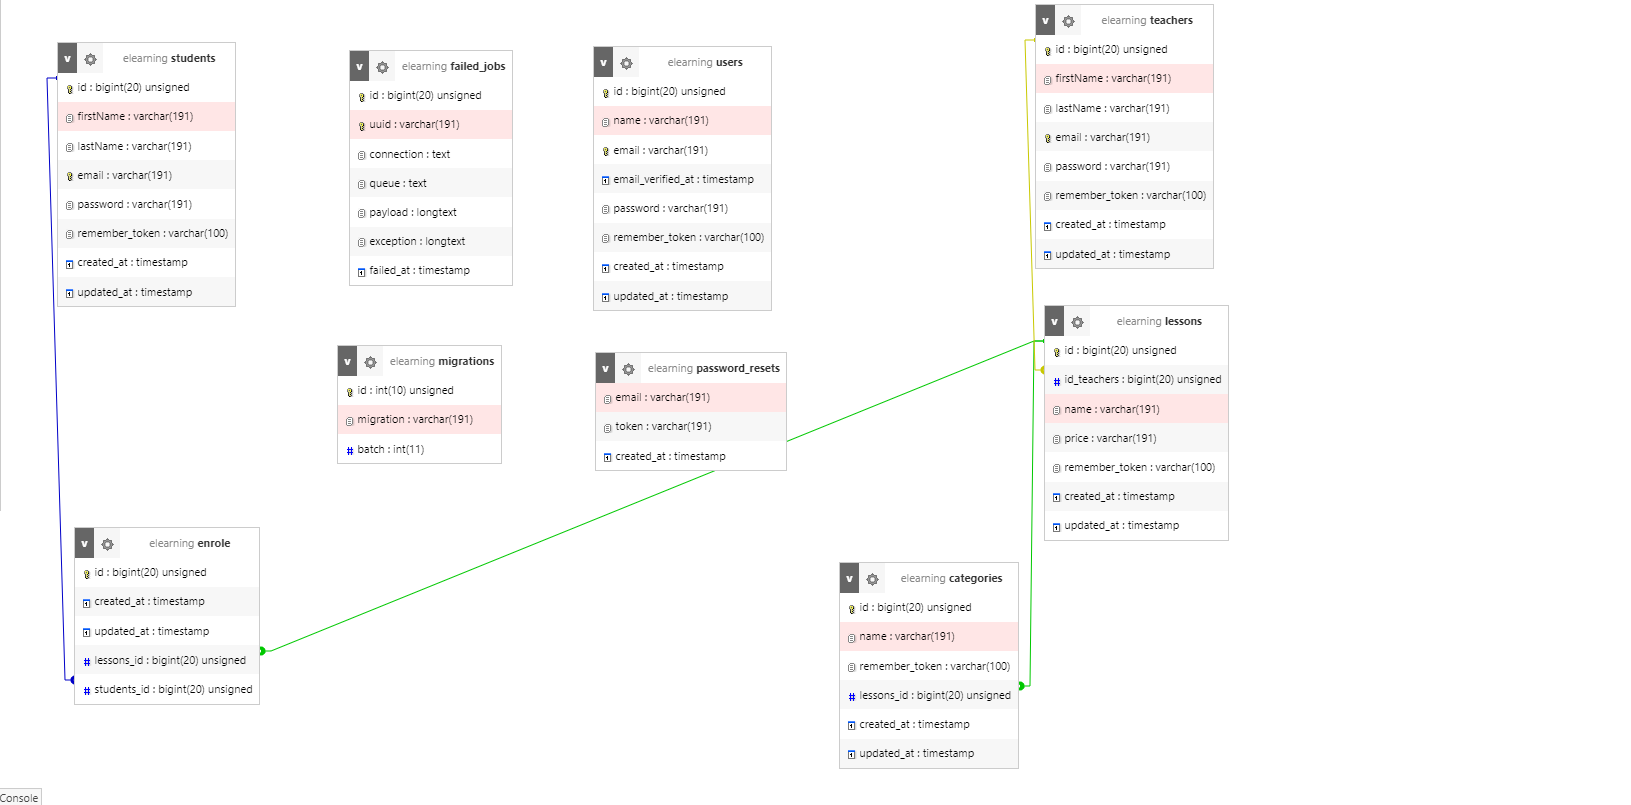 v elearning students
id : bigint(20) unsigned
firstName : varchar(191)
lastName : varchar(191)
email : varchar(191)
password : varchar(191)
remember_token : varchar(100)
created_at : timestamp
updated_at : timestamp
v elearning failed_jobs
id : bigint(20) unsigned
uuid : varchar(191)
connection : text
queue : text
payload : longtext
exception : longtext
failed_at : timestamp
v elearning users
id : bigint(20) unsigned
name : varchar(191)
email : varchar(191)
email_verified_at : timestamp
password : varchar(191)
remember_token : varchar(100)
created_at : timestamp
updated_at : timestamp
v elearning teachers
id : bigint(20) unsigned
firstName : varchar(191)
lastName : varchar(191)
email : varchar(191)
password : varchar(191)
remember_token : varchar(100)
created_at : timestamp
updated_at : timestamp
v elearning migrations
id : int(10) unsigned
migration : varchar(191)
# batch : int(11)
v elearning password_resets
email : varchar(191)
token : varchar(191)
created_at : timestamp
v elearning lessons
id : bigint(20) unsigned
# id_teachers : bigint(20) unsigned
name : varchar(191)
price : varchar(191)
remember_token : varchar(100)
created_at : timestamp
updated_at : timestamp
v elearning enrole
id : bigint(20) unsigned
created_at : timestamp
updated_at : timestamp
# lessons_id : bigint(20) unsigned
# students_id : bigint(20) unsigned
v elearning categories
id : bigint(20) unsigned
name : varchar(191)
remember_token : varchar(100)
# lessons_id : bigint(20) unsigned
created_at : timestamp
updated_at : timestamp
Console